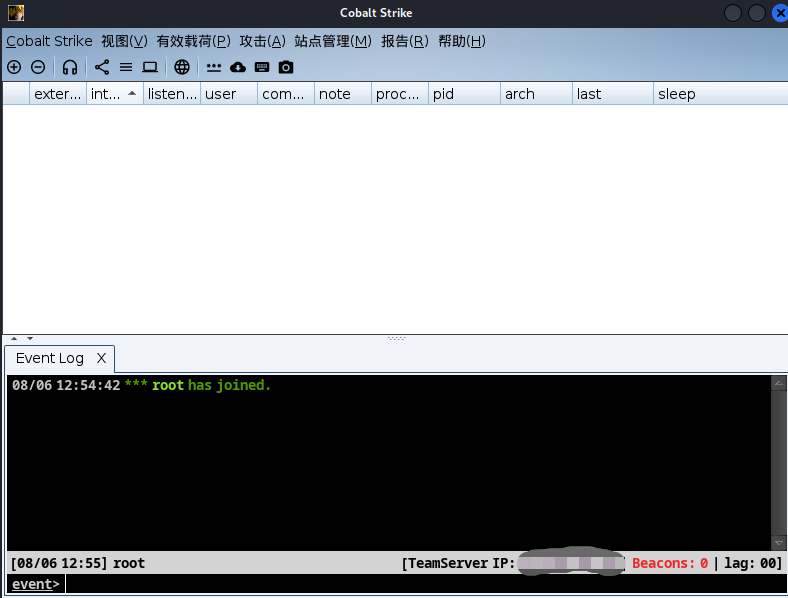 Cobalt Strike
Cobalt Strike 视图(V) 有效载荷(P) 攻击(A) 站点管理(M) 报告(R) 帮助(H)
exter... int... listen... user com... note proc... pid arch last sleep
Event Log X
08/06 12:54:42 *** root has joined.
[08/06 12:55] root [TeamServer IP: Beacons: 0 | lag: 00]
event>